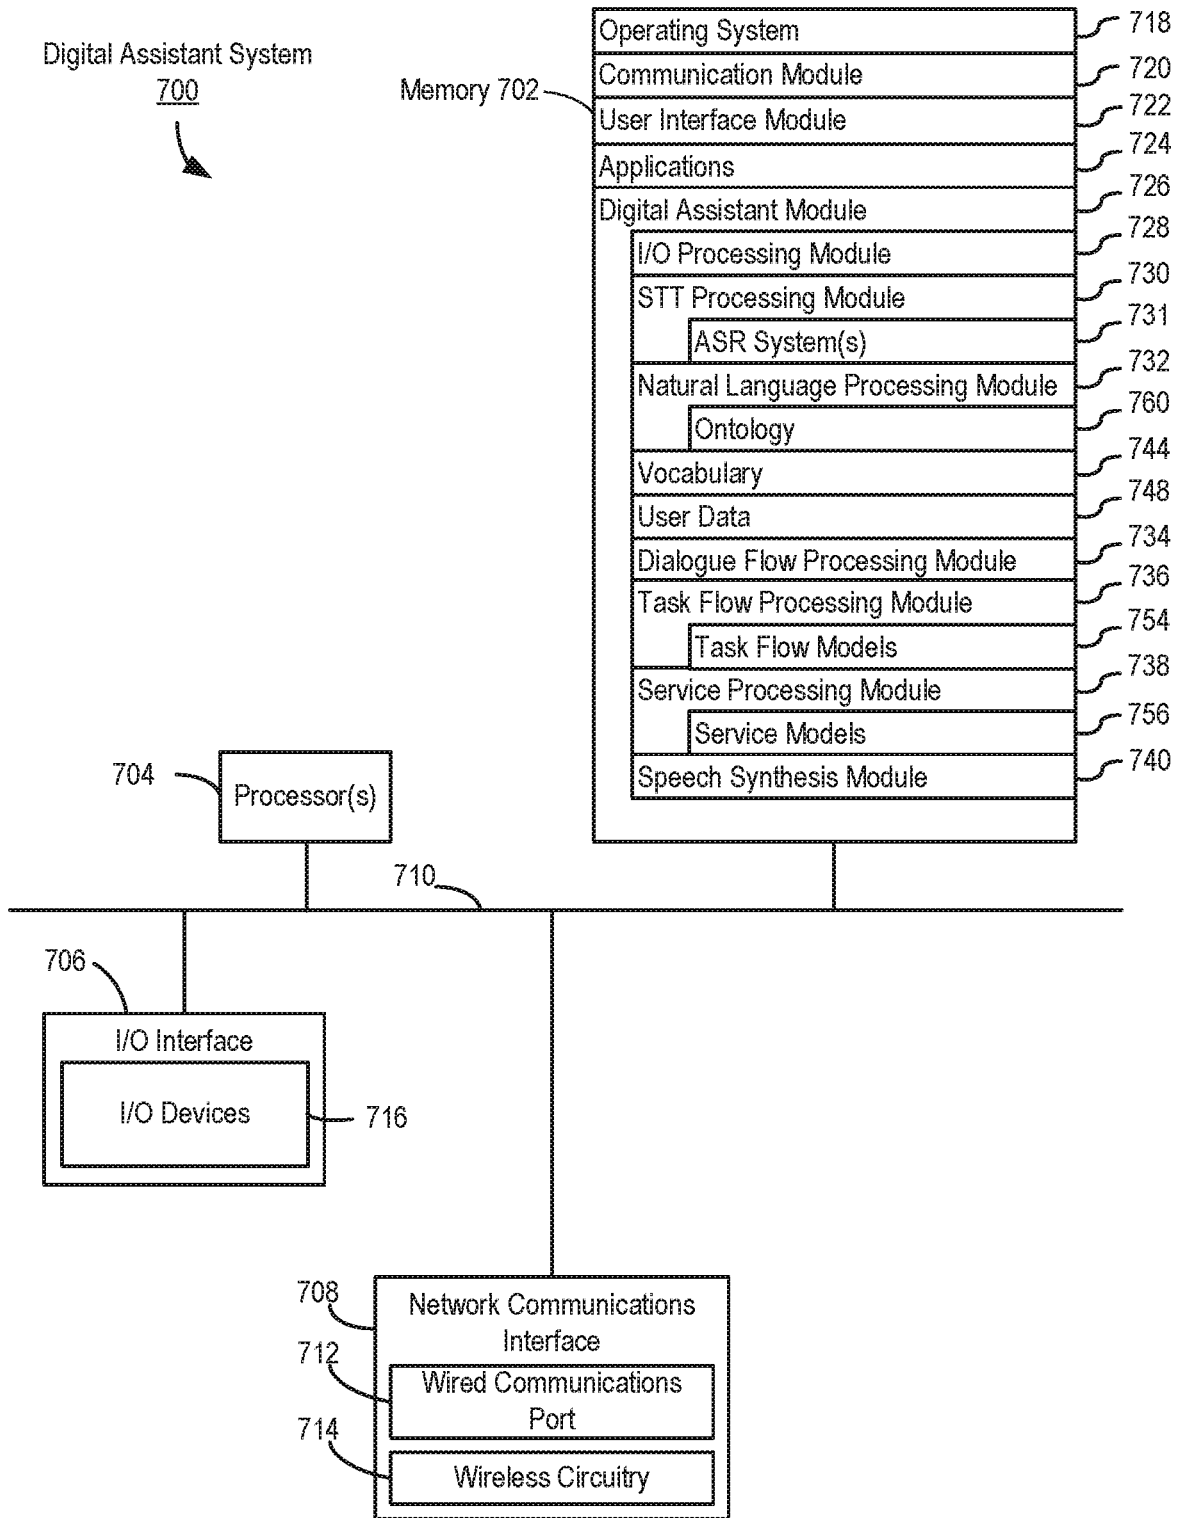 Digital Assistant System
700
Memory 702
Operating System 718
Communication Module 720
User Interface Module 722
Applications 724
Digital Assistant Module 726
I/O Processing Module 728
STT Processing Module 730
ASR System(s) 731
Natural Language Processing Module 732
Ontology 760
Vocabulary 744
User Data 748
Dialogue Flow Processing Module 734
Task Flow Processing Module 736
Task Flow Models 754
Service Processing Module 738
Service Models 756
Speech Synthesis Module 740
704
Processor(s)
710
706
I/O Interface
I/O Devices
716
708
Network Communications
Interface
712
Wired Communications
Port
714
Wireless Circuitry